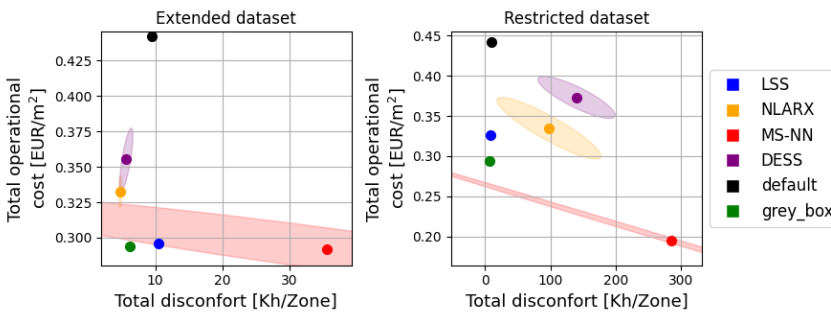 Extended dataset
Total operational
cost [EUR/m²]
0.425
0.400
0.375
0.350
0.325
0.300
10
20
30
Total disconfort [Kh/Zone]
Restricted dataset
Total operational
cost [EUR/m²]
0.45
0.40
0.35
0.30
0.25
0.20
0
100
200
300
Total disconfort [Kh/Zone]
LSS
NLARX
MS-NN
DESS
default
grey_box